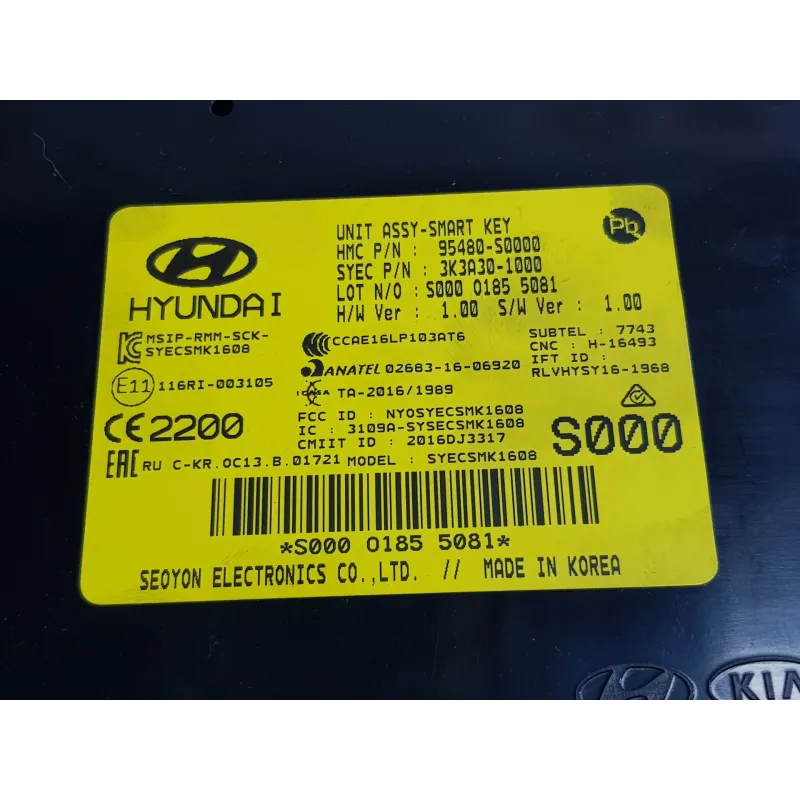 HYUNDAI
UNIT ASSY-SMART KEY
HMC P/N : 95480-S0000
SYEC P/N : 3K3A30-1000
LOT N/O : S000 0185 5081
H/W Ver : 1.00 S/W Ver : 1.00
Pb
MSIP-RMM-SCK-
SYECSMK1608
CCAE16LP103AT6
SUBTEL : 7743
CNC : H-16493
IFT ID :
RLVHYSY16-1968
E11 116RI-003105
ANATEL 02683-16-06920
TA-2016/1989
CE2200
FCC ID : NYOSYECSMK1608
IC : 3109A-SYSECSMK1608
CMIIT ID : 2016DJ3317
S000
EAC RU C-KR.OC13.B.01721 MODEL : SYECSMK1608
*S000 0185 5081*
SEOYON ELECTRONICS CO.,LTD. // MADE IN KOREA
KIA